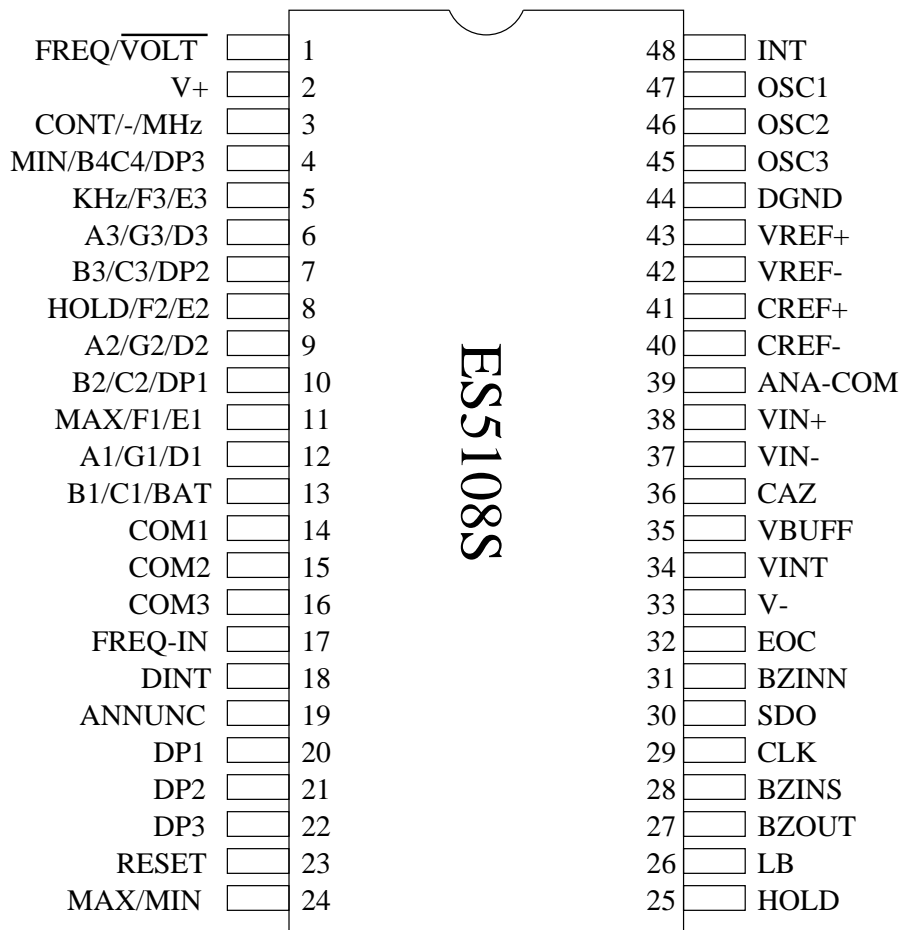 FREQ/VOLT 1 48 INT
V+ 2 47 OSC1
CONT/-/MHz 3 46 OSC2
MIN/B4C4/DP3 4 45 OSC3
KHz/F3/E3 5 44 DGND
A3/G3/D3 6 43 VREF+
B3/C3/DP2 7 42 VREF-
HOLD/F2/E2 8 41 CREF+
A2/G2/D2 9 40 CREF-
B2/C2/DP1 10 39 ANA-COM
MAX/F1/E1 11 38 VIN+
A1/G1/D1 12 37 VIN-
B1/C1/BAT 13 36 CAZ
COM1 14 35 VBUFF
COM2 15 34 VINT
COM3 16 33 V-
FREQ-IN 17 32 EOC
DINT 18 31 BZINN
ANNUNC 19 30 SDO
DP1 20 29 CLK
DP2 21 28 BZINS
DP3 22 27 BZOUT
RESET 23 26 LB
MAX/MIN 24 25 HOLD
ES5108S